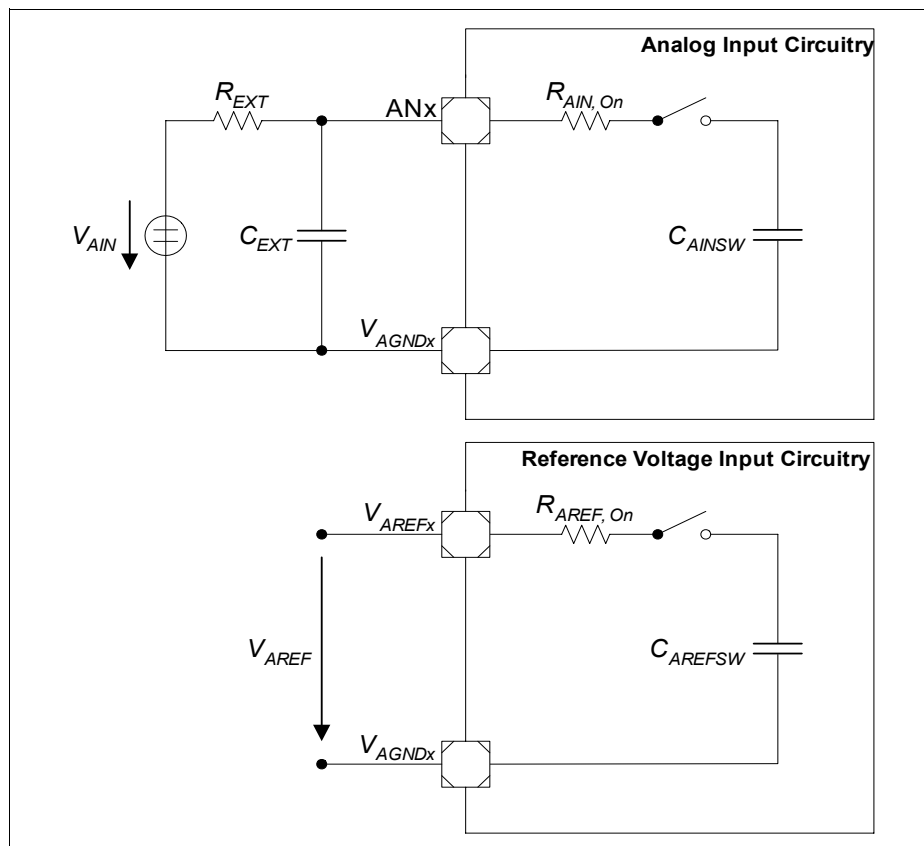 Analog Input Circuitry
R_EXT
ANx
R_AIN, On
V_AIN
C_EXT
C_AINSW
V_AGNDx
Reference Voltage Input Circuitry
V_AREFx
R_AREF, On
V_AREF
C_AREFSW
V_AGNDx